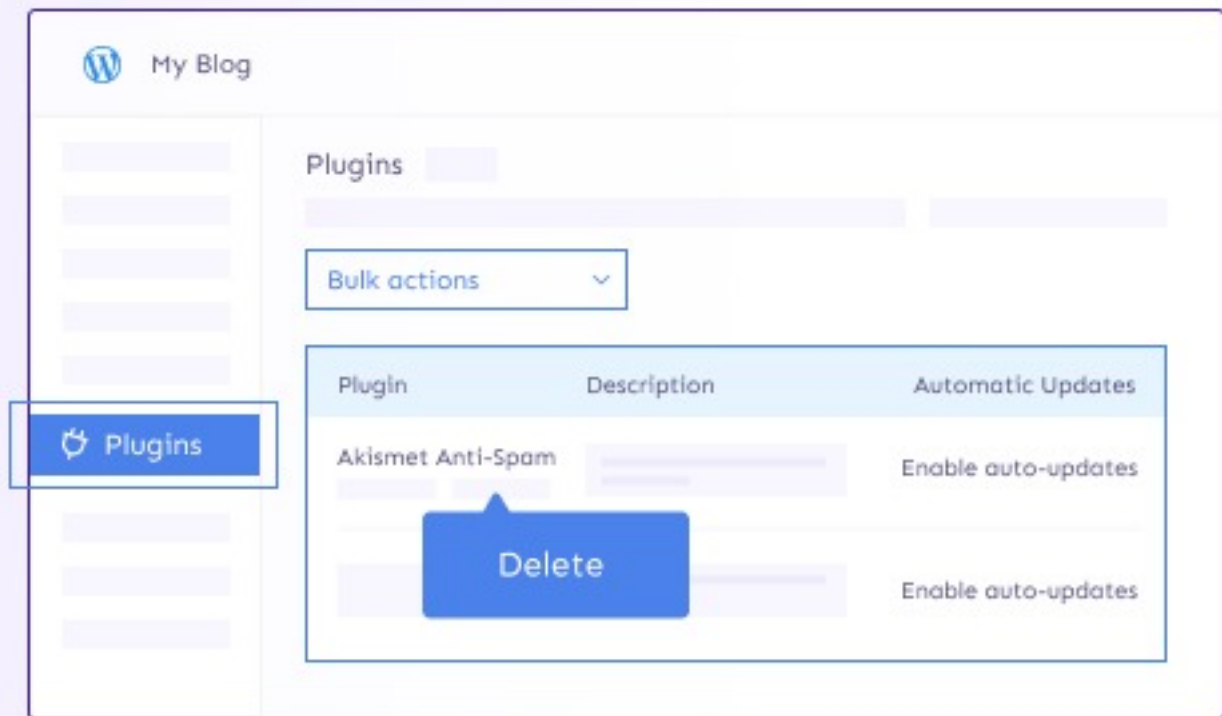 My Blog
Plugins
Bulk actions
Plugin Description Automatic Updates
Plugins
Akismet Anti-Spam Enable auto-updates
Delete
Enable auto-updates